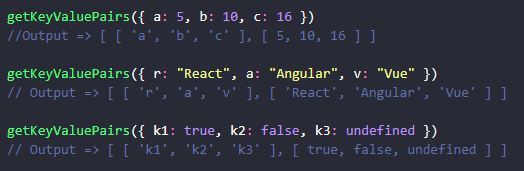 getKeyValuePairs({ a: 5, b: 10, c: 16 })
//Output => [ [ 'a', 'b', 'c' ], [ 5, 10, 16 ] ]
getKeyValuePairs({ r: "React", a: "Angular", v: "Vue" })
// Output => [ [ 'r', 'a', 'v' ], [ 'React', 'Angular', 'Vue' ] ]
getKeyValuePairs({ k1: true, k2: false, k3: undefined })
// Output => [ [ 'k1', 'k2', 'k3' ], [ true, false, undefined ] ]